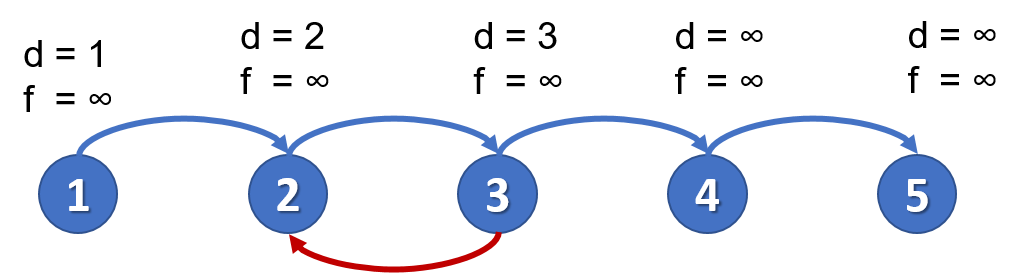 d = 1
f = ∞
d = 2
f = ∞
d = 3
f = ∞
d = ∞
f = ∞
d = ∞
f = ∞
1 2 3 4 5